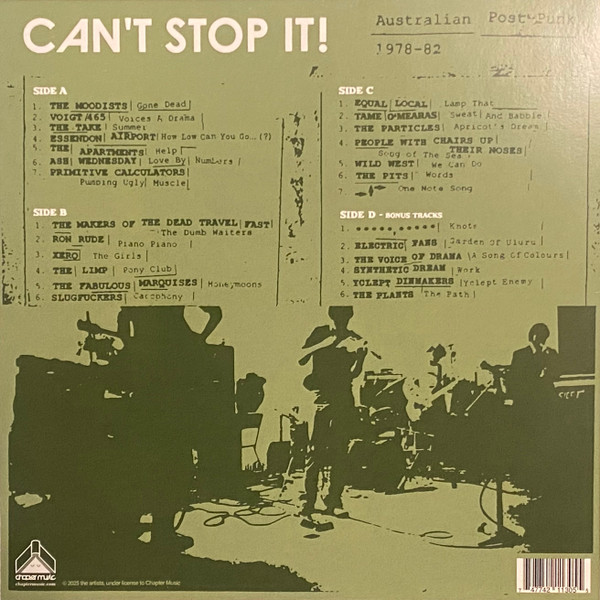 CAN'T STOP IT!
Australian Post-Punk
1978-82
SIDE A
1. THE MOODISTS Gone Dead
2. VOIGT/465 Voices A Drama
3. THE TAKE Summer
4. ESSENDON AIRPORT How Low Can You Go...(?)
5. THE APARTMENTS Help
6. ASH WEDNESDAY Love By Numbers
7. PRIMITIVE CALCULATORS
Pumping Ugly Muscle
SIDE B
1. THE MAKERS OF THE DEAD TRAVEL FAST
The Dumb Waiters
2. RON RUDE Piano Piano
3. XERO The Girls
4. THE LIMP Pony Club
5. THE FABULOUS MARQUISES Honeymoons
6. SLUGFUCKERS Cacophony
SIDE C
1. EQUAL LOCAL Lamp That
2. TAME O'MEARAS Sweat And Babble
3. THE PARTICLES Apricot's Dream
4. PEOPLE WITH CHAIRS UP THEIR NOSES
Song of The Sea
5. WILD WEST We Can Do
6. THE PITS Words
7. One Note Song
SIDE D - BONUS TRACKS
1. Knots
2. ELECTRIC FANS Garden Of Uluru
3. THE VOICE OF DRAMA A Song Of Colours
4. SYNTHETIC DREAM Work
5. YCLEPT DINMAKERS Yclept Enemy
6. THE PLANTS The Path
chapter music
chaptermusic.com
© 2025 the artists, under licence to Chapter Music
47742 11305